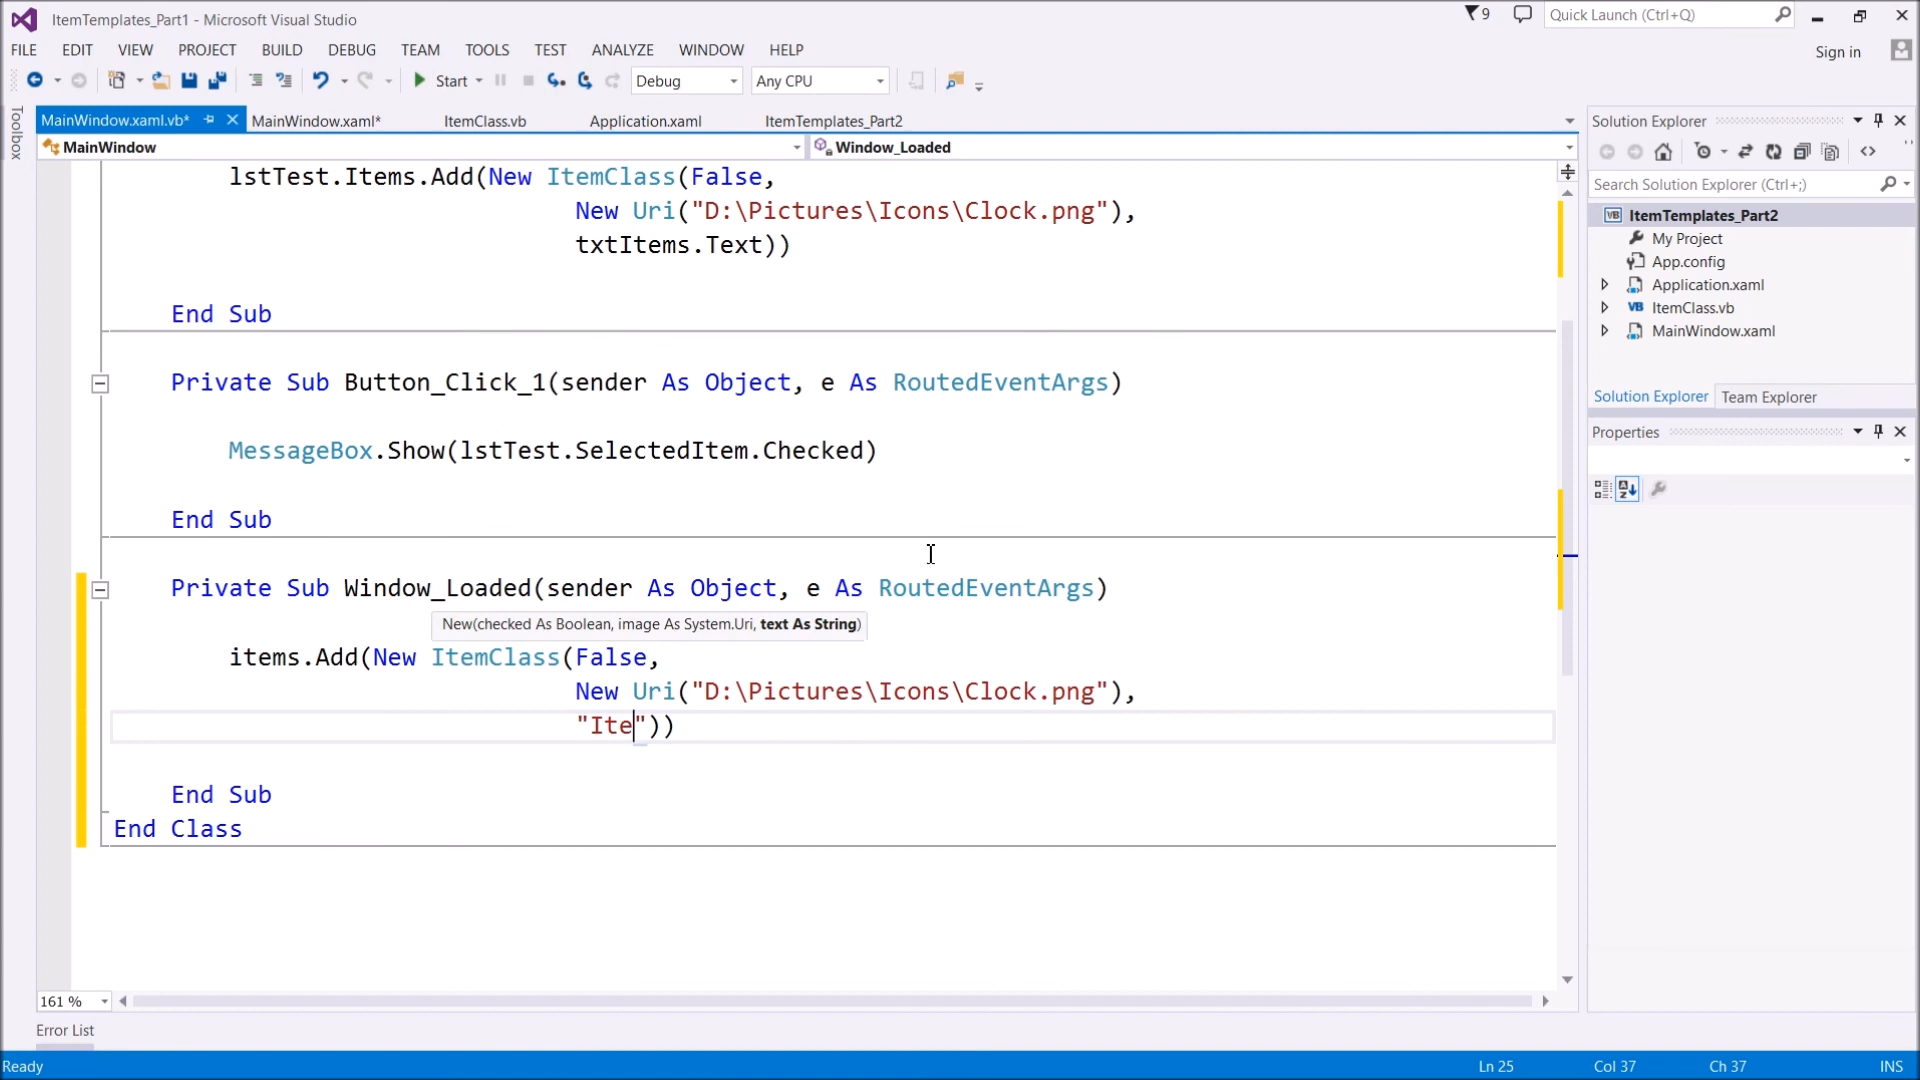 ItemTemplates_Part1 - Microsoft Visual Studio
9
Quick Launch (Ctrl+Q)
FILE EDIT VIEW PROJECT BUILD DEBUG TEAM TOOLS TEST ANALYZE WINDOW HELP
Sign in
Start Debug Any CPU
Toolbox
MainWindow.xaml.vb* MainWindow.xaml* ItemClass.vb Application.xaml ItemTemplates_Part2
MainWindow Window_Loaded
lstTest.Items.Add(New ItemClass(False,
New Uri("D:\Pictures\Icons\Clock.png"),
txtItems.Text))
End Sub
Private Sub Button_Click_1(sender As Object, e As RoutedEventArgs)
MessageBox.Show(lstTest.SelectedItem.Checked)
End Sub
Private Sub Window_Loaded(sender As Object, e As RoutedEventArgs)
New(checked As Boolean, image As System.Uri, text As String)
items.Add(New ItemClass(False,
New Uri("D:\Pictures\Icons\Clock.png"),
"Ite"))
End Sub
End Class
161 %
Error List
Ready
Ln 25 Col 37 Ch 37 INS
Solution Explorer
Search Solution Explorer (Ctrl+;)
VB ItemTemplates_Part2
My Project
App.config
Application.xaml
VB ItemClass.vb
MainWindow.xaml
Solution Explorer Team Explorer
Properties